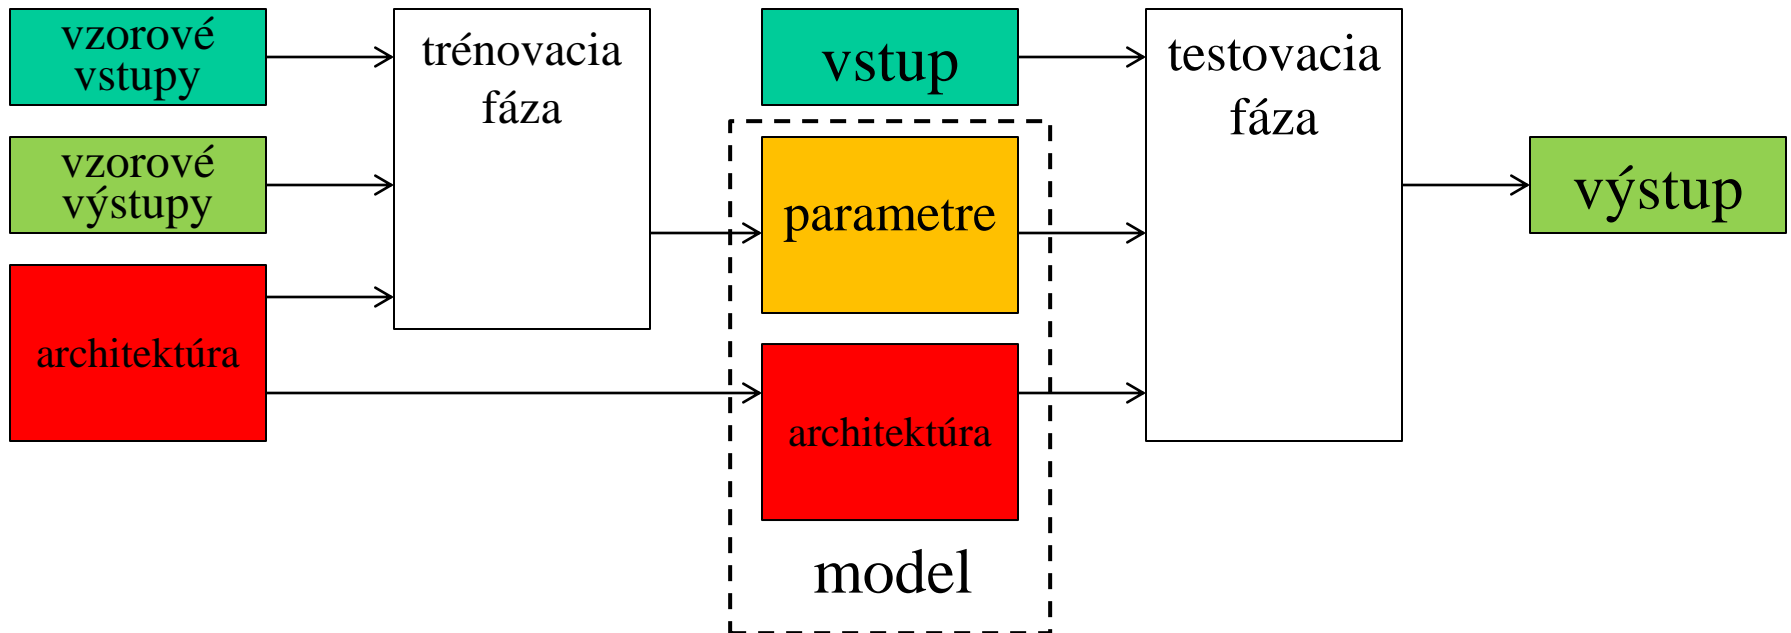 vzorové
vstupy
vzorové
výstupy
architektúra
trénovacia
fáza
vstup
parametre
architektúra
model
testovacia
fáza
výstup